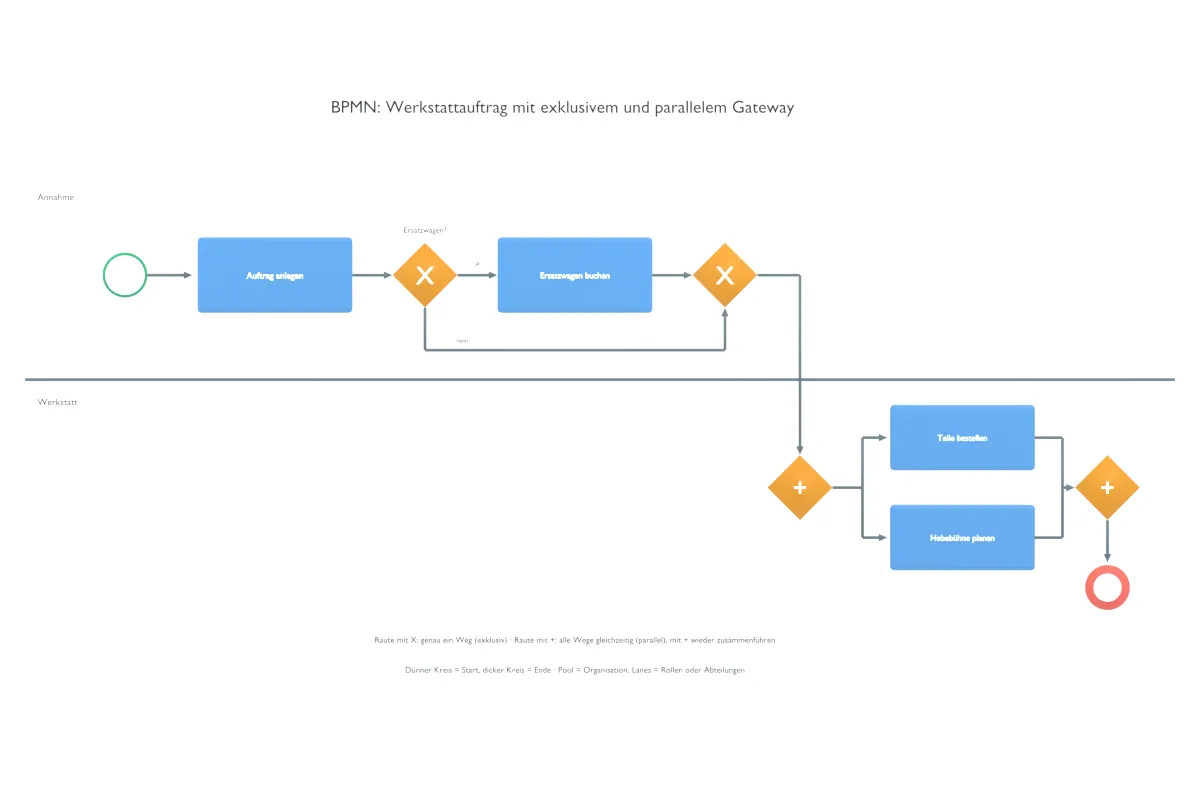 BPMN: Werkstattauftrag mit exklusivem und parallelem Gateway
Annahme
Ersatzwagen?
Auftrag anlegen
X
ja
Ersatzwagen buchen
X
nein
Werkstatt
Teile bestellen
+
+
Hebebühne planen
Raute mit X: genau ein Weg (exklusiv) · Raute mit +: alle Wege gleichzeitig (parallel), mit + wieder zusammenführen
Dünner Kreis = Start, dicker Kreis = Ende · Pool = Organisation, Lanes = Rollen oder Abteilungen